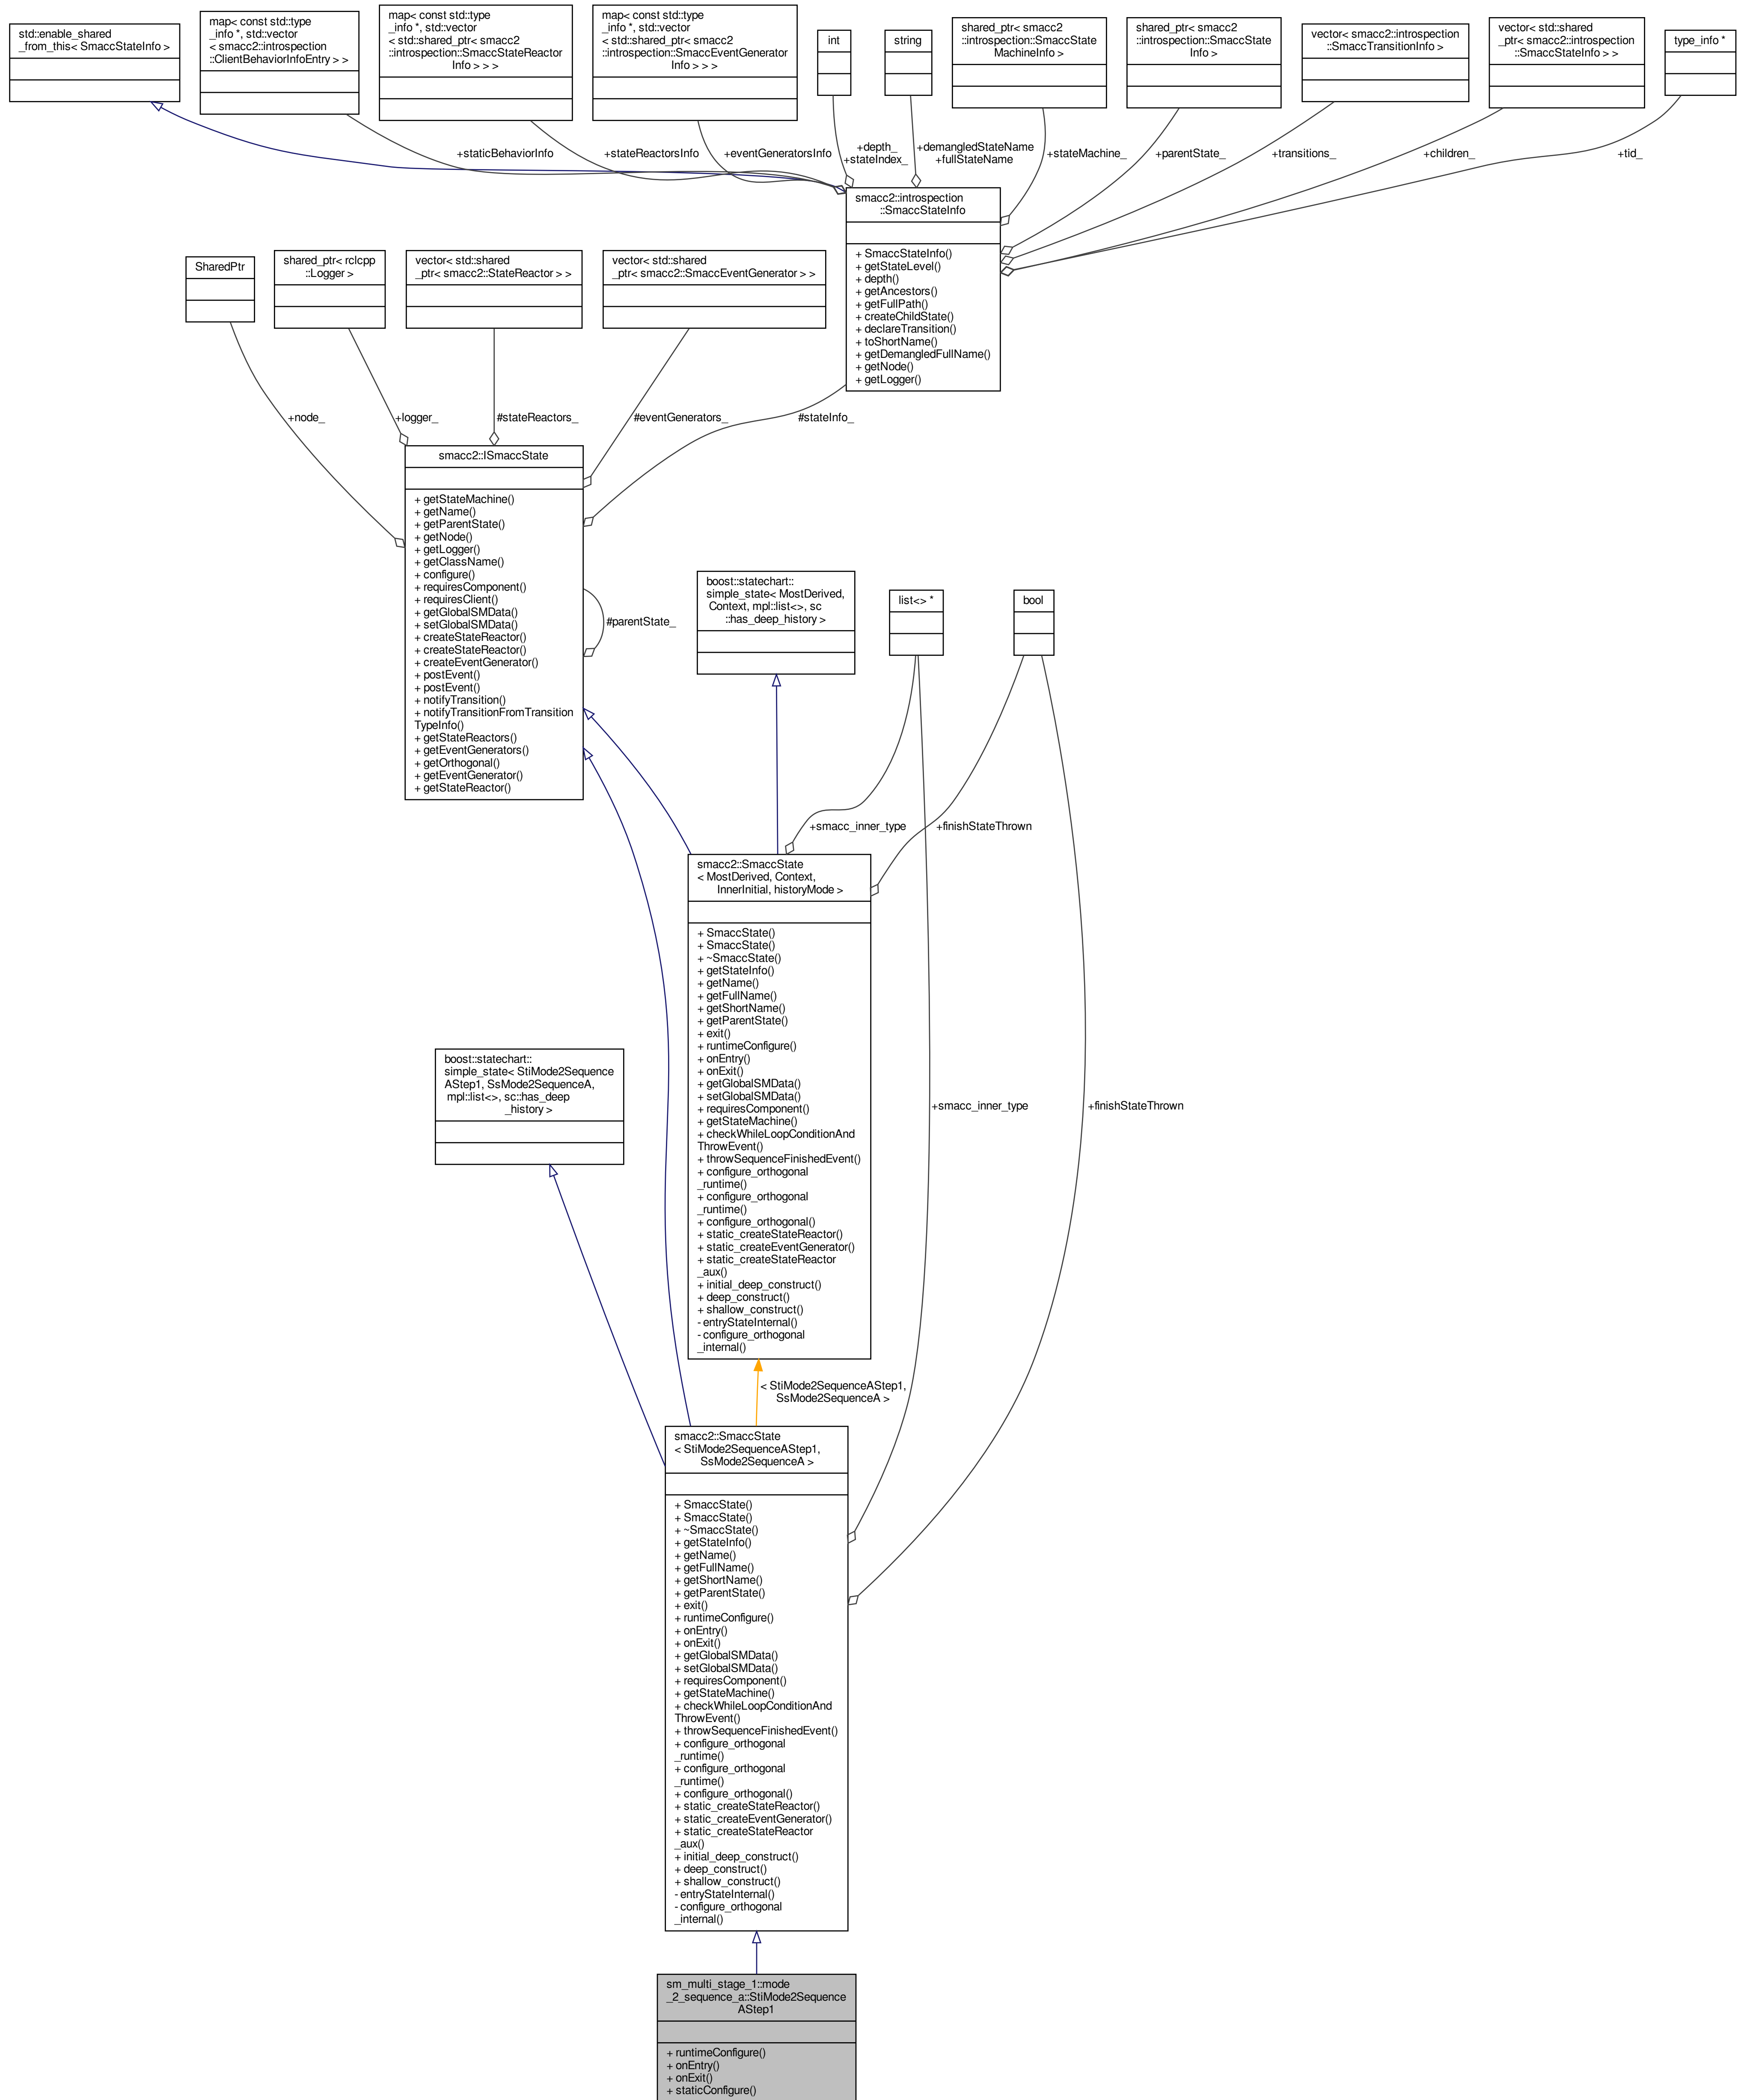 std::enable_shared
_from_this< SmaccStateInfo >
map< const std::type
_info *, std::vector
< smacc2::introspection
::ClientBehaviorInfoEntry > >
map< const std::type
_info *, std::vector
< std::shared_ptr< smacc2
::introspection::SmaccStateReactor
Info > > >
map< const std::type
_info *, std::vector
< std::shared_ptr< smacc2
::introspection::SmaccEventGenerator
Info > > >
int
string
shared_ptr< smacc2
::introspection::SmaccState
MachineInfo >
shared_ptr< smacc2
::introspection::SmaccState
Info >
vector< smacc2::introspection
::SmaccTransitionInfo >
vector< std::shared
_ptr< smacc2::introspection
::SmaccStateInfo > >
type_info *
+staticBehaviorInfo
+stateReactorsInfo
+eventGeneratorsInfo
+depth_
+stateIndex_
+demangledStateName
+fullStateName
+stateMachine_
+parentState_
+transitions_
+children_
+tid_
smacc2::introspection
::SmaccStateInfo
+ SmaccStateInfo()
+ getStateLevel()
+ depth()
+ getAncestors()
+ getFullPath()
+ createChildState()
+ declareTransition()
+ toShortName()
+ getDemangledFullName()
+ getNode()
+ getLogger()
SharedPtr
shared_ptr< rclcpp
::Logger >
vector< std::shared
_ptr< smacc2::StateReactor > >
vector< std::shared
_ptr< smacc2::SmaccEventGenerator > >
+node_
+logger_
#stateReactors_
#eventGenerators_
#stateInfo_
smacc2::ISmaccState
+ getStateMachine()
+ getName()
+ getParentState()
+ getNode()
+ getLogger()
+ getClassName()
+ configure()
+ requiresComponent()
+ requiresClient()
+ getGlobalSMData()
+ setGlobalSMData()
+ createStateReactor()
+ createStateReactor()
+ createEventGenerator()
+ postEvent()
+ postEvent()
+ notifyTransition()
+ notifyTransitionFromTransition
TypeInfo()
+ getStateReactors()
+ getEventGenerators()
+ getOrthogonal()
+ getEventGenerator()
+ getStateReactor()
#parentState_
boost::statechart::
simple_state< MostDerived,
Context, mpl::list<>, sc
::has_deep_history >
list<> *
bool
+smacc_inner_type
+finishStateThrown
smacc2::SmaccState
< MostDerived, Context,
InnerInitial, historyMode >
+ SmaccState()
+ SmaccState()
+ ~SmaccState()
+ getStateInfo()
+ getName()
+ getFullName()
+ getShortName()
+ getParentState()
+ exit()
+ runtimeConfigure()
+ onEntry()
+ onExit()
+ getGlobalSMData()
+ setGlobalSMData()
+ requiresComponent()
+ getStateMachine()
+ checkWhileLoopConditionAnd
ThrowEvent()
+ throwSequenceFinishedEvent()
+ configure_orthogonal
_runtime()
+ configure_orthogonal
_runtime()
+ configure_orthogonal()
+ static_createStateReactor()
+ static_createEventGenerator()
+ static_createStateReactor
_aux()
+ initial_deep_construct()
+ deep_construct()
+ shallow_construct()
- entryStateInternal()
- configure_orthogonal
_internal()
boost::statechart::
simple_state< StiMode2Sequence
AStep1, SsMode2SequenceA,
mpl::list<>, sc::has_deep
_history >
+smacc_inner_type
+finishStateThrown
< StiMode2SequenceAStep1,
SsMode2SequenceA >
smacc2::SmaccState
< StiMode2SequenceAStep1,
SsMode2SequenceA >
+ SmaccState()
+ SmaccState()
+ ~SmaccState()
+ getStateInfo()
+ getName()
+ getFullName()
+ getShortName()
+ getParentState()
+ exit()
+ runtimeConfigure()
+ onEntry()
+ onExit()
+ getGlobalSMData()
+ setGlobalSMData()
+ requiresComponent()
+ getStateMachine()
+ checkWhileLoopConditionAnd
ThrowEvent()
+ throwSequenceFinishedEvent()
+ configure_orthogonal
_runtime()
+ configure_orthogonal
_runtime()
+ configure_orthogonal()
+ static_createStateReactor()
+ static_createEventGenerator()
+ static_createStateReactor
_aux()
+ initial_deep_construct()
+ deep_construct()
+ shallow_construct()
- entryStateInternal()
- configure_orthogonal
_internal()
sm_multi_stage_1::mode
_2_sequence_a::StiMode2Sequence
AStep1
+ runtimeConfigure()
+ onEntry()
+ onExit()
+ staticConfigure()